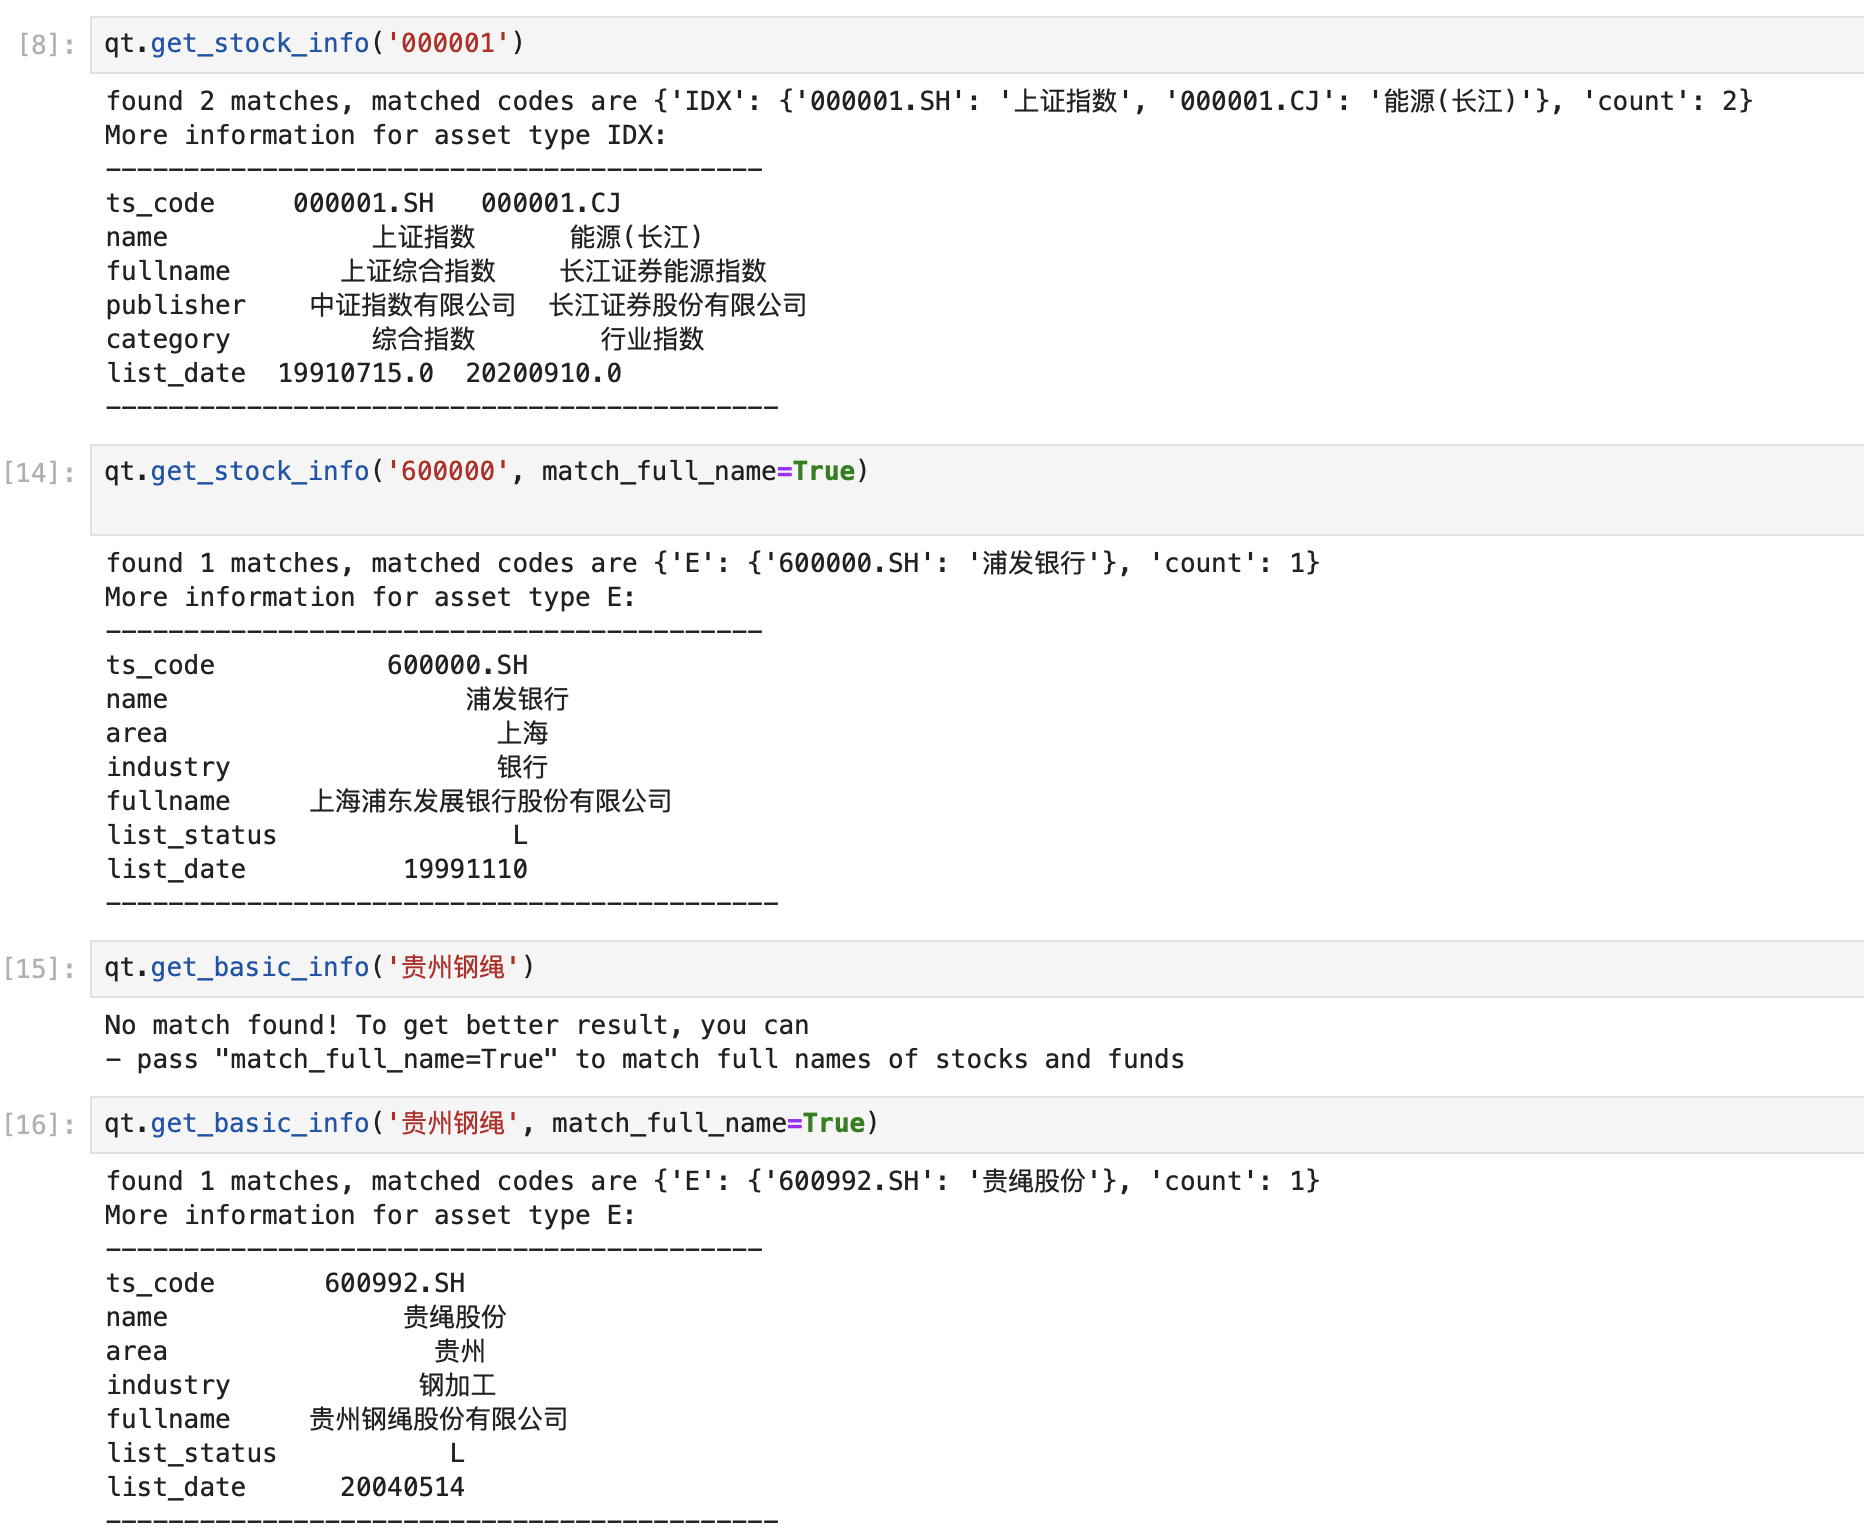 [8]: qt.get_stock_info('000001')
found 2 matches, matched codes are {'IDX': {'000001.SH': '上证指数', '000001.CJ': '能源(长江)'}, 'count': 2}
More information for asset type IDX:
------------------------------------------
ts_code     000001.SH   000001.CJ
name             上证指数      能源(长江)
fullname       上证综合指数    长江证券能源指数
publisher    中证指数有限公司  长江证券股份有限公司
category         综合指数        行业指数
list_date  19910715.0  20200910.0
-------------------------------------------
[14]: qt.get_stock_info('600000', match_full_name=True)
found 1 matches, matched codes are {'E': {'600000.SH': '浦发银行'}, 'count': 1}
More information for asset type E:
------------------------------------------
ts_code           600000.SH
name                   浦发银行
area                     上海
industry                 银行
fullname     上海浦东发展银行股份有限公司
list_status               L
list_date          19991110
-------------------------------------------
[15]: qt.get_basic_info('贵州钢绳')
No match found! To get better result, you can
- pass "match_full_name=True" to match full names of stocks and funds
[16]: qt.get_basic_info('贵州钢绳', match_full_name=True)
found 1 matches, matched codes are {'E': {'600992.SH': '贵绳股份'}, 'count': 1}
More information for asset type E:
------------------------------------------
ts_code       600992.SH
name               贵绳股份
area                 贵州
industry            钢加工
fullname     贵州钢绳股份有限公司
list_status           L
list_date      20040514
-------------------------------------------